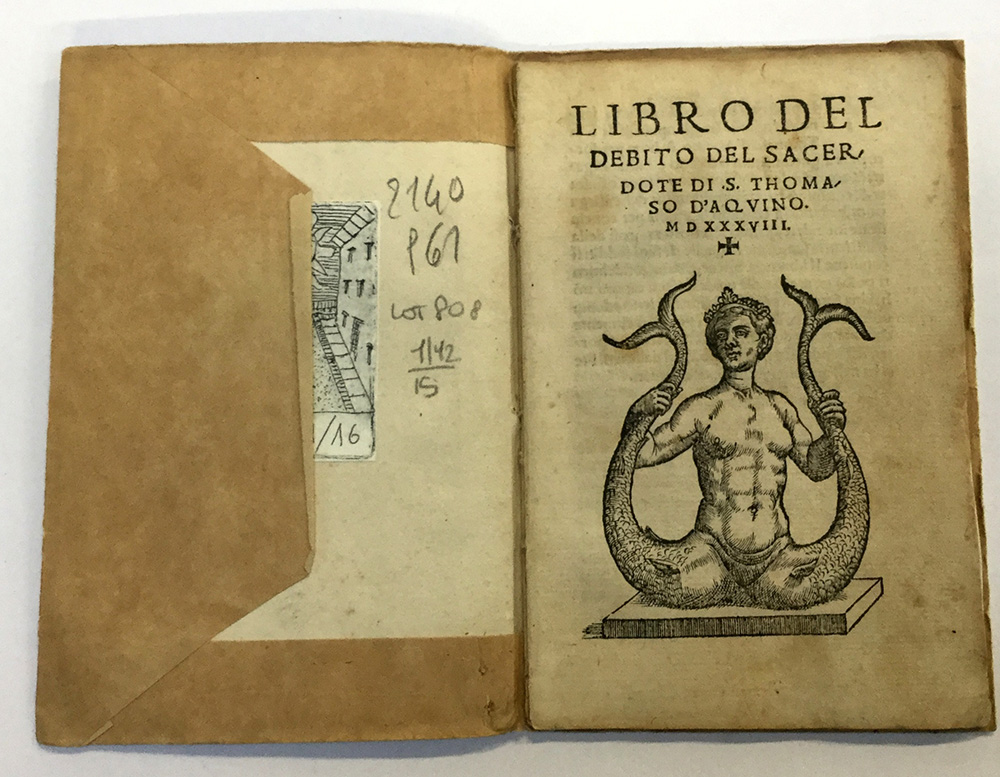 2140
P61
LOT 808
1/42
15
/16
LIBRO DEL
DEBITO DEL SACER/
DOTE DI .S. THOMA/
SO D'AQVINO.
M D XXXVIII.